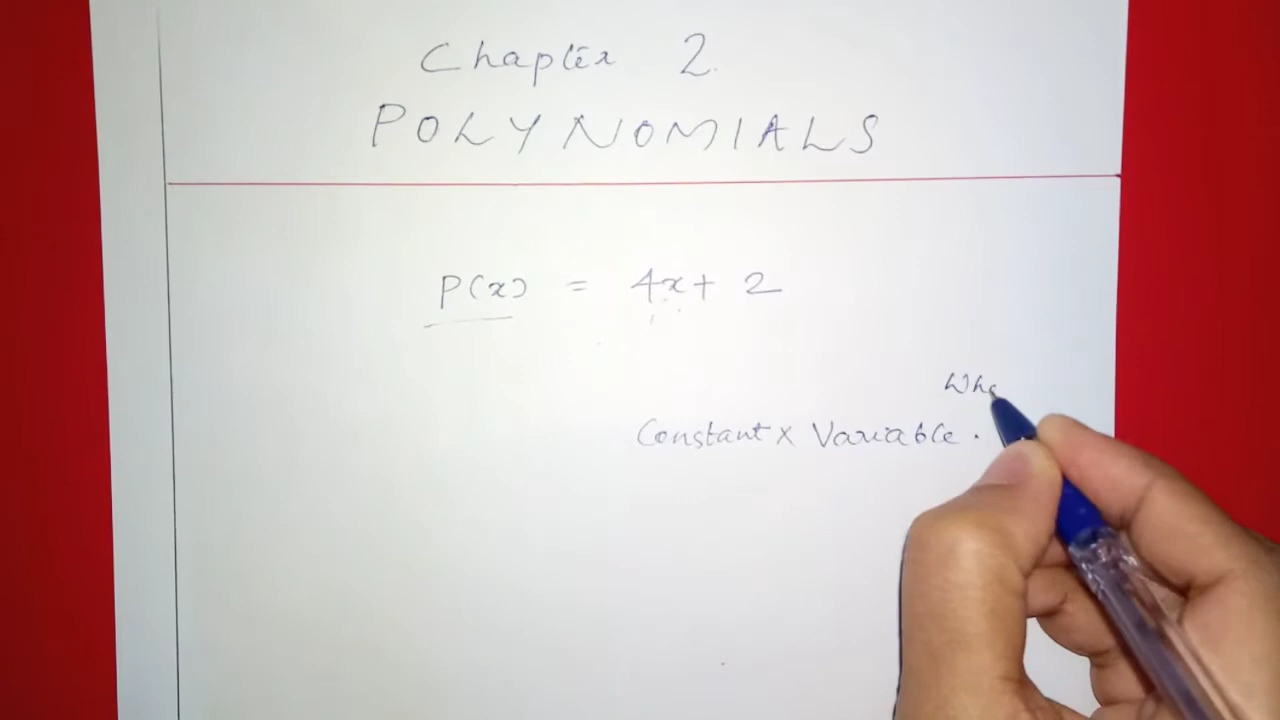 Chapter 2.
POLYNOMIALS
P(x) = 4x + 2
Constant x Variable.